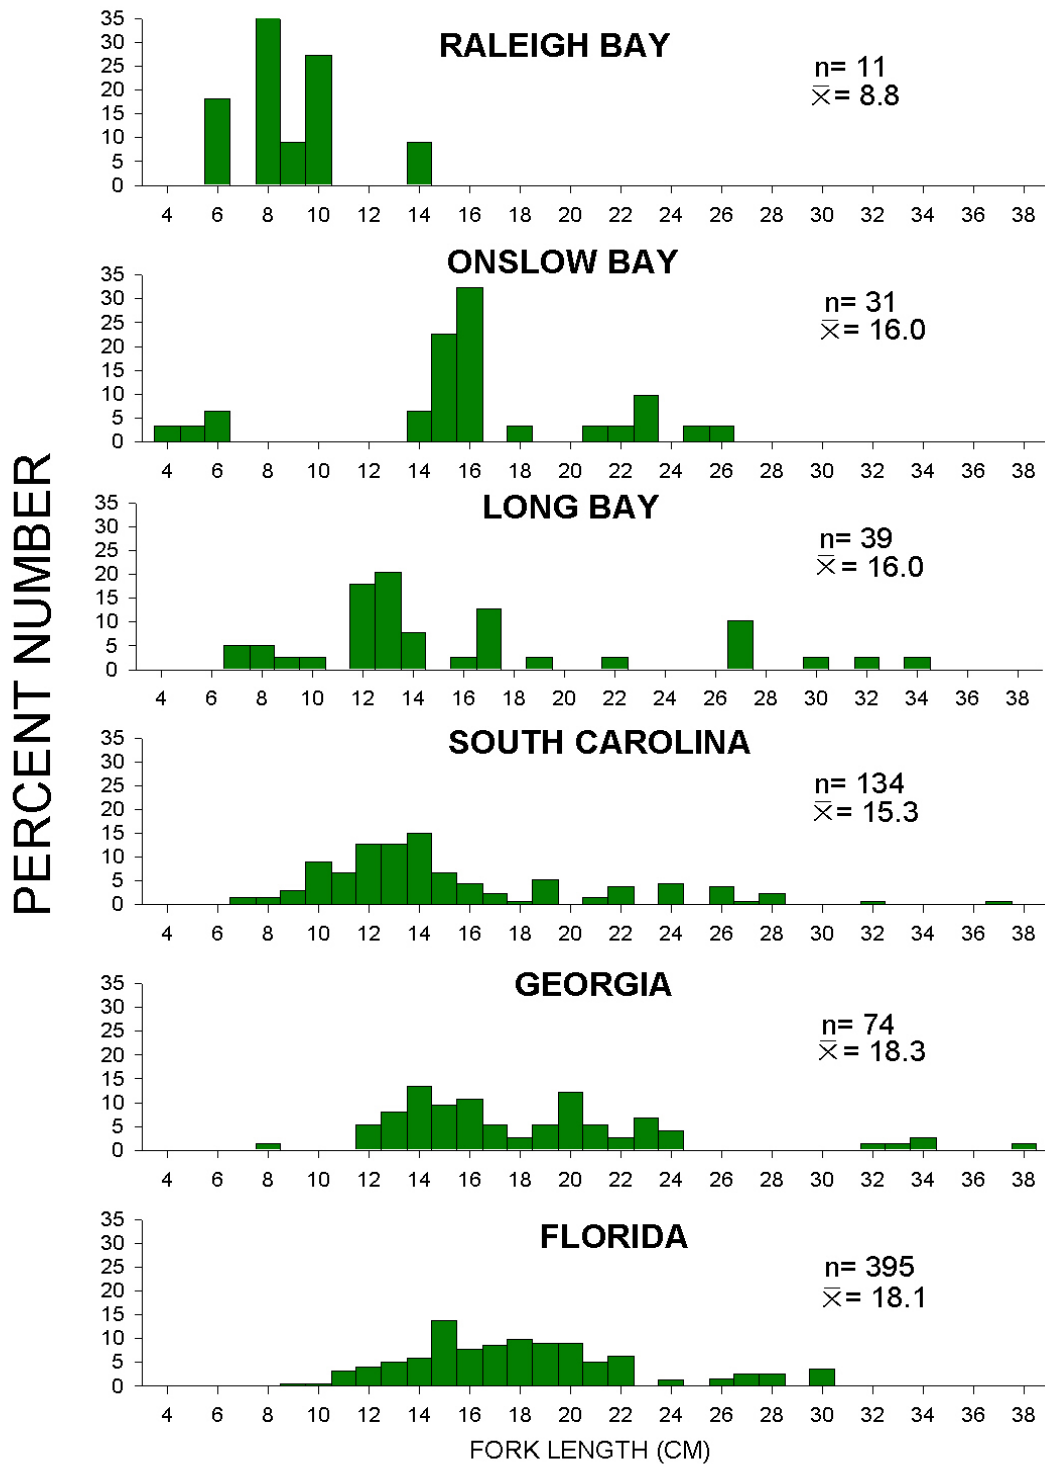 RALEIGH BAY
n= 11
x̅= 8.8
35
30
25
20
15
10
5
0
4 6 8 10 12 14 16 18 20 22 24 26 28 30 32 34 36 38
ONSLOW BAY
n= 31
x̅= 16.0
35
30
25
20
15
10
5
0
4 6 8 10 12 14 16 18 20 22 24 26 28 30 32 34 36 38
LONG BAY
n= 39
x̅= 16.0
35
30
25
20
15
10
5
0
4 6 8 10 12 14 16 18 20 22 24 26 28 30 32 34 36 38
PERCENT NUMBER
SOUTH CAROLINA
n= 134
x̅= 15.3
35
30
25
20
15
10
5
0
4 6 8 10 12 14 16 18 20 22 24 26 28 30 32 34 36 38
GEORGIA
n= 74
x̅= 18.3
35
30
25
20
15
10
5
0
4 6 8 10 12 14 16 18 20 22 24 26 28 30 32 34 36 38
FLORIDA
n= 395
x̅= 18.1
35
30
25
20
15
10
5
0
4 6 8 10 12 14 16 18 20 22 24 26 28 30 32 34 36 38
FORK LENGTH (CM)